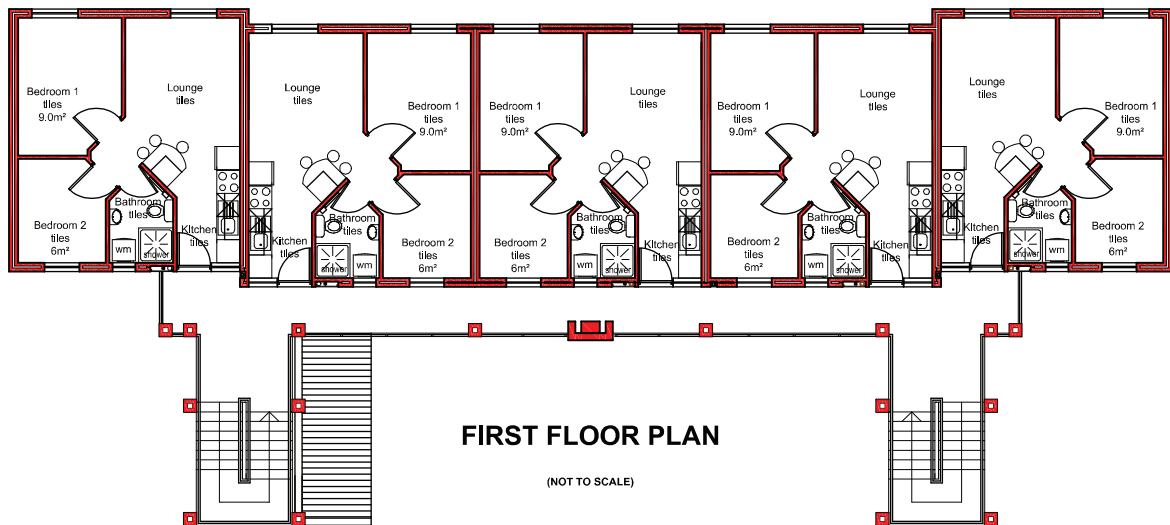 Bedroom 1
tiles
9.0m²
Lounge
tiles
Bedroom 2
tiles
6m²
Bathroom
tiles
wm
shower
KItchen
tiles
Lounge
tiles
Bedroom 1
tiles
9.0m²
KItchen
tiles
Bathroom
tiles
shower
wm
Bedroom 2
tiles
6m²
Bedroom 1
tiles
9.0m²
Lounge
tiles
Bedroom 2
tiles
6m²
Bathroom
tiles
wm
shower
KItchen
tiles
Bedroom 1
tiles
9.0m²
Lounge
tiles
Bedroom 2
tiles
6m²
Bathroom
tiles
wm
shower
KItchen
tiles
Lounge
tiles
Bedroom 1
tiles
9.0m²
KItchen
tiles
Bathroom
tiles
shower
wm
Bedroom 2
tiles
6m²
FIRST FLOOR PLAN
(NOT TO SCALE)